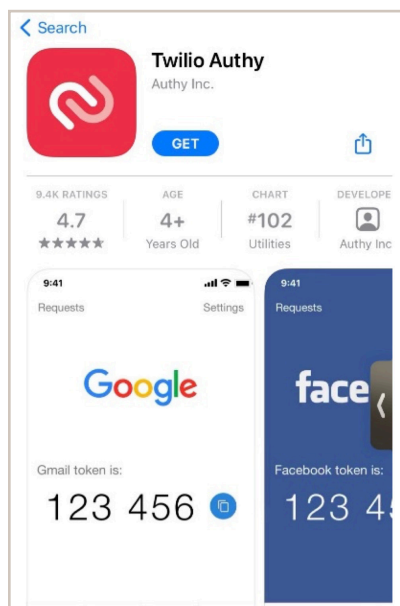 Search
Twilio Authy
Authy Inc.
GET
9.4K RATINGS
4.7
AGE
4+
Years Old
CHART
#102
Utilities
DEVELOPE
Authy Inc
9:41
Requests Settings
Google
Gmail token is:
123 456
9:41
Requests
face
Facebook token is:
123 4